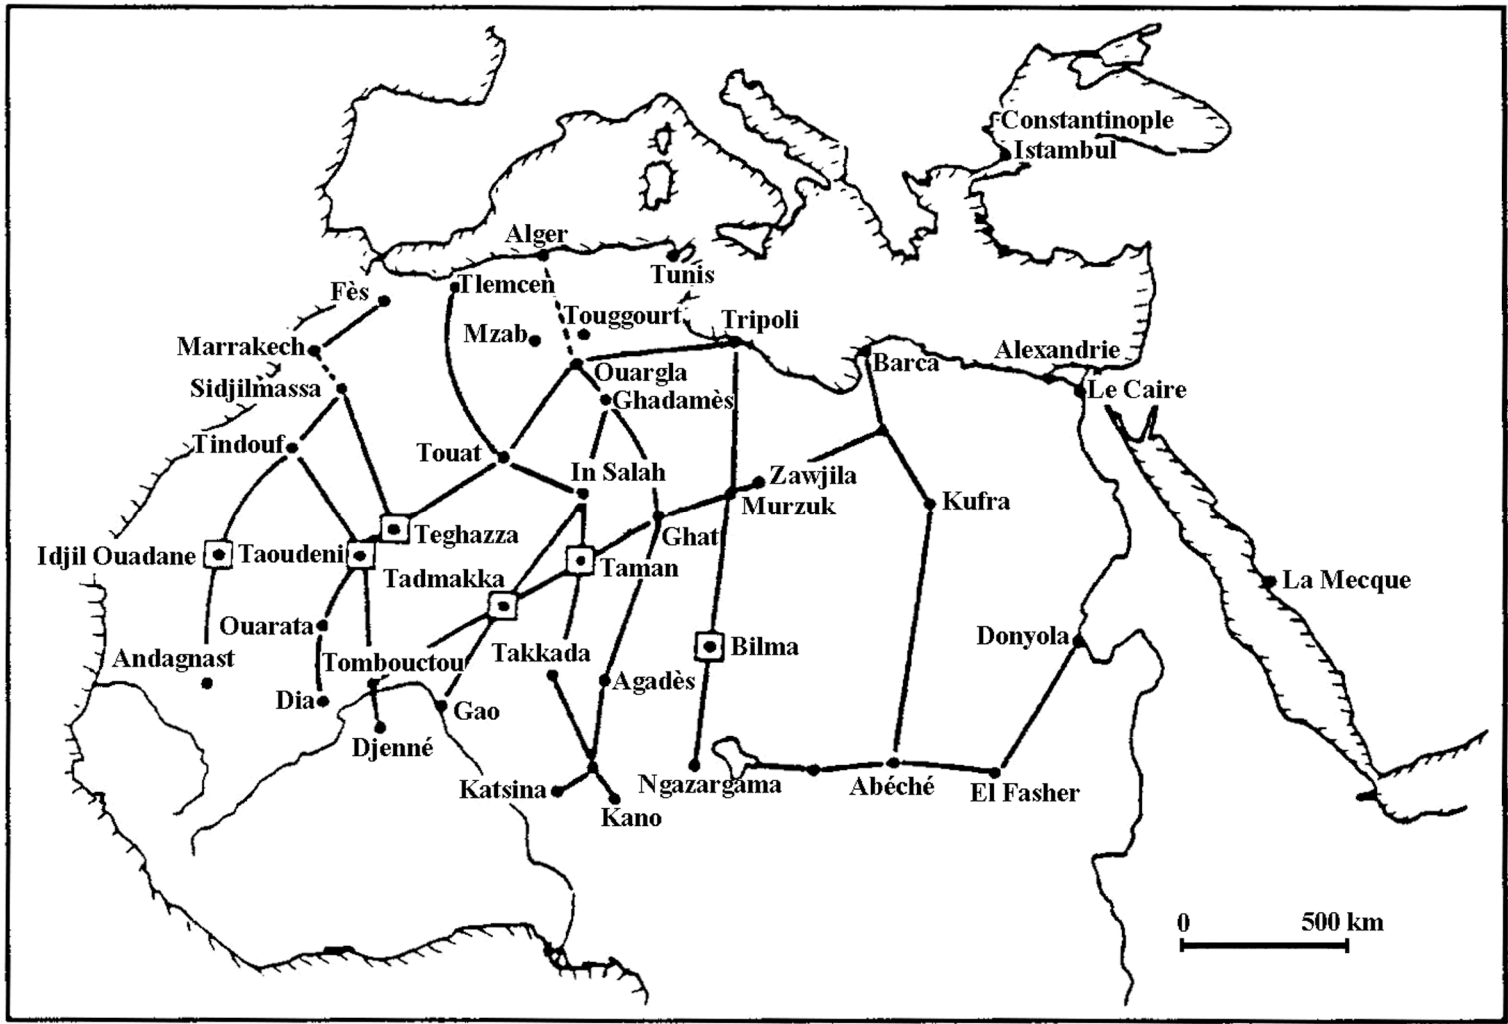 Constantinople
Istambul
Alger
Tunis
Tlemcen
Fès
Mzab
Touggourt
Tripoli
Marrakech
Barca
Alexandrie
Ouargla
Le Caire
Sidjilmassa
Ghadamès
Tindouf
Touat
In Salah
Zawjila
Murzuk
Kufra
Teghazza
Ghat
Idjil Ouadane
Taoudeni
Taman
Tadmakka
La Mecque
Ouarata
Donyola
Bilma
Andagnast
Tombouctou
Takkada
Agadès
Dia
Gao
Djenné
Katsina
Ngazargama
Abéché
El Fasher
Kano
0
500 km